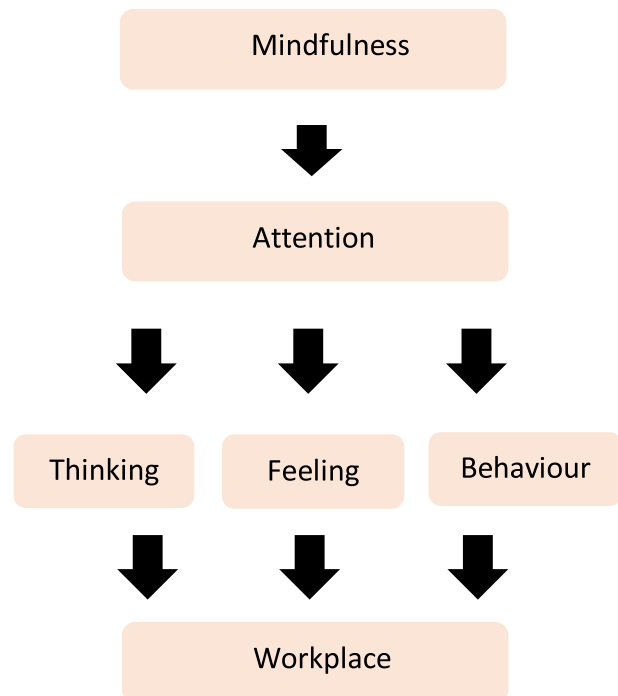 Mindfulness
Attention
Thinking
Feeling
Behaviour
Workplace